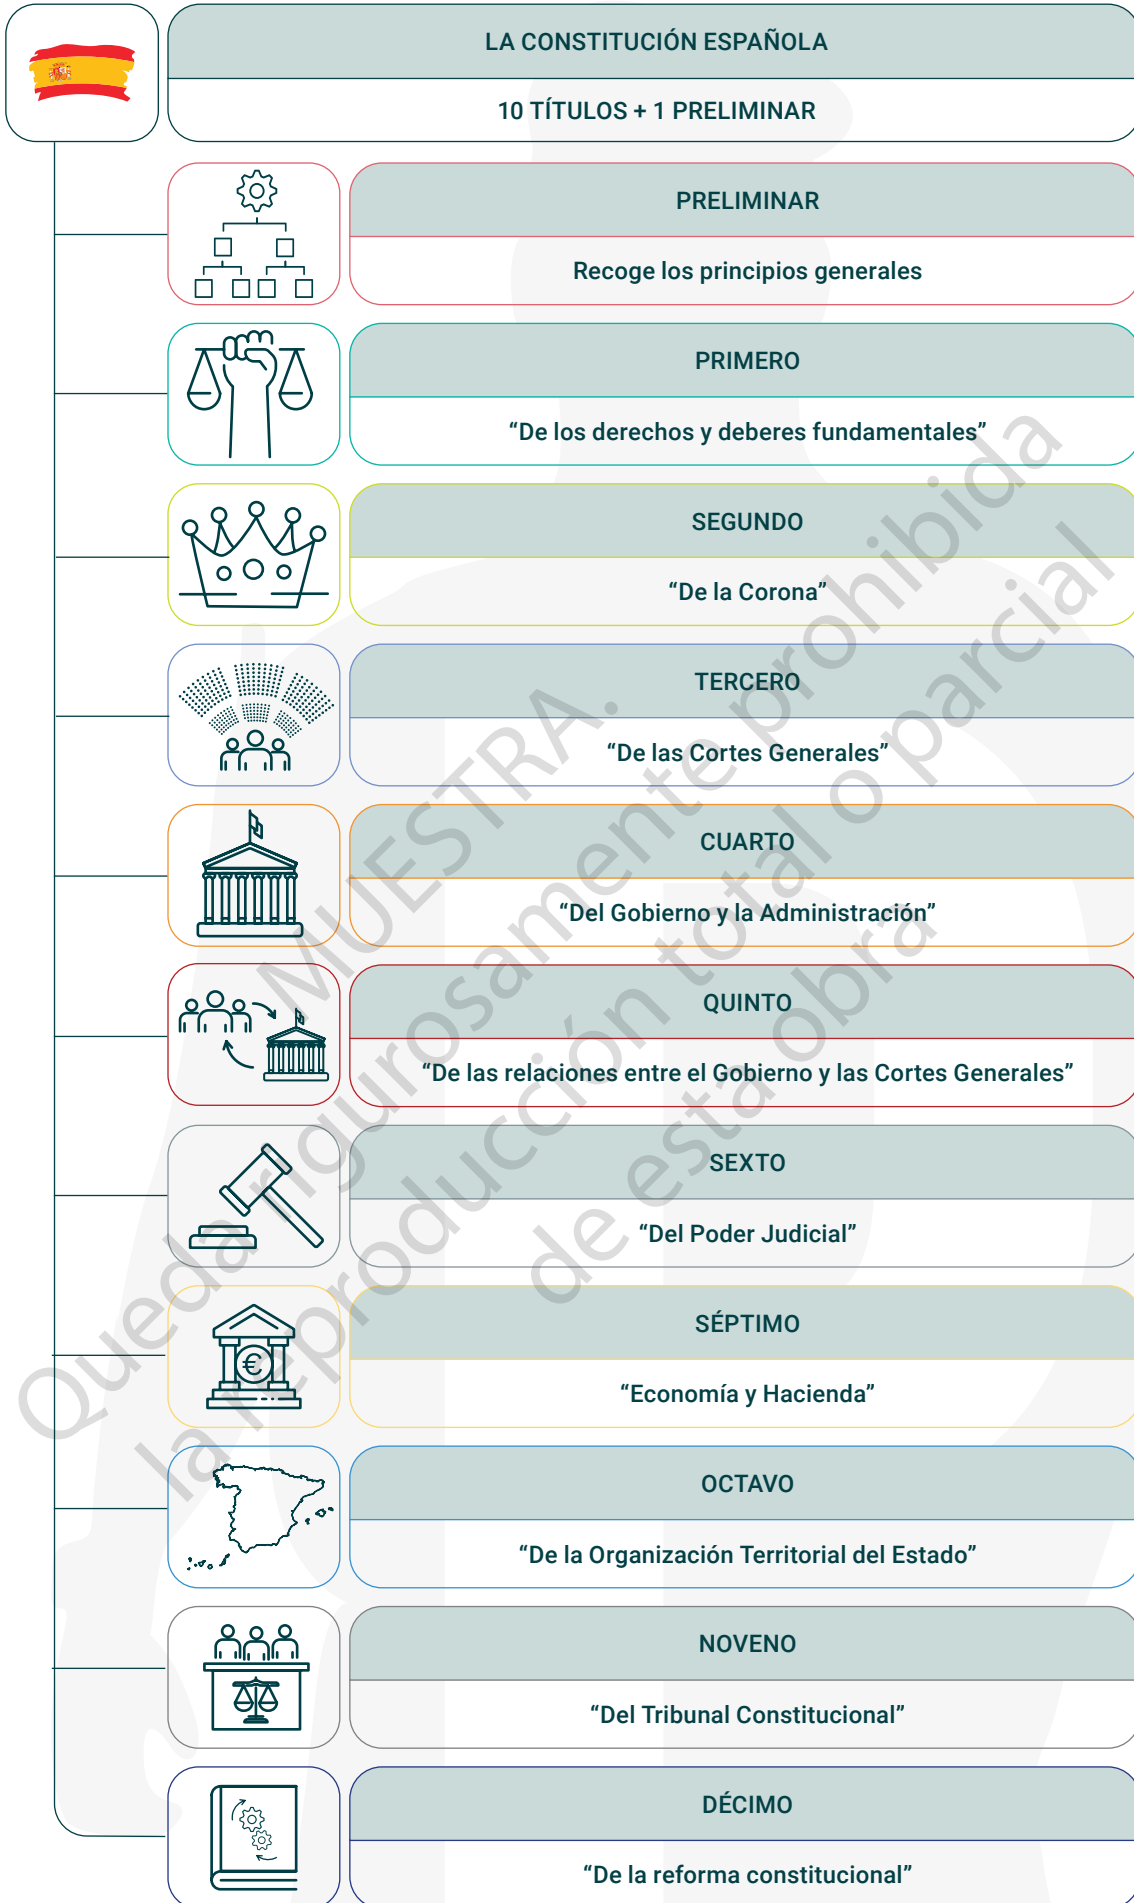 LA CONSTITUCIÓN ESPAÑOLA
10 TÍTULOS + 1 PRELIMINAR
PRELIMINAR
Recoge los principios generales
PRIMERO
“De los derechos y deberes fundamentales”
SEGUNDO
“De la Corona”
TERCERO
“De las Cortes Generales”
CUARTO
“Del Gobierno y la Administración”
QUINTO
“De las relaciones entre el Gobierno y las Cortes Generales”
SEXTO
“Del Poder Judicial”
SÉPTIMO
€
“Economía y Hacienda”
OCTAVO
“De la Organización Territorial del Estado”
NOVENO
“Del Tribunal Constitucional”
DÉCIMO
“De la reforma constitucional”
MUESTRA.
Queda rigurosamente prohibida
la reproducción total o parcial
de esta obra